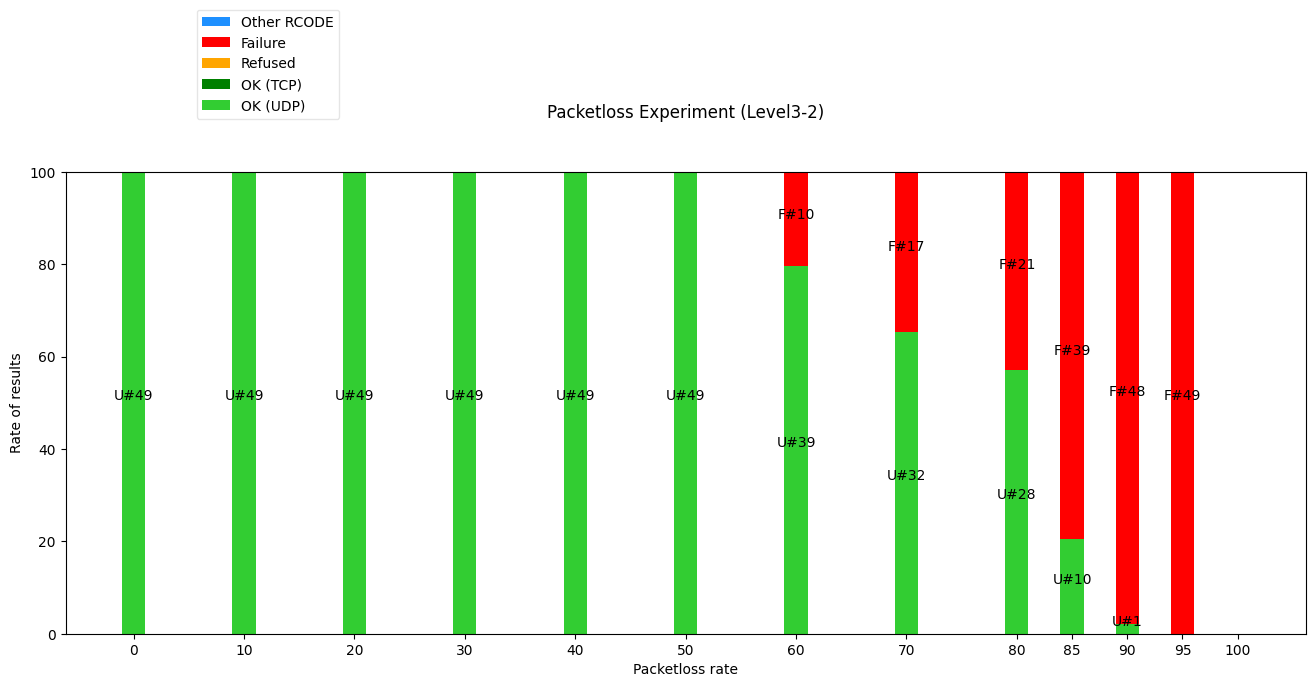 Other RCODE
Failure
Refused
OK (TCP)
OK (UDP)
Packetloss Experiment (Level3-2)
Rate of results
100
80
60
40
20
0
U#49
U#49
U#49
U#49
U#49
U#49
F#10
U#39
F#17
U#32
F#21
U#28
F#39
U#10
F#48
U#1
F#49
0 10 20 30 40 50 60 70 80 85 90 95 100
Packetloss rate